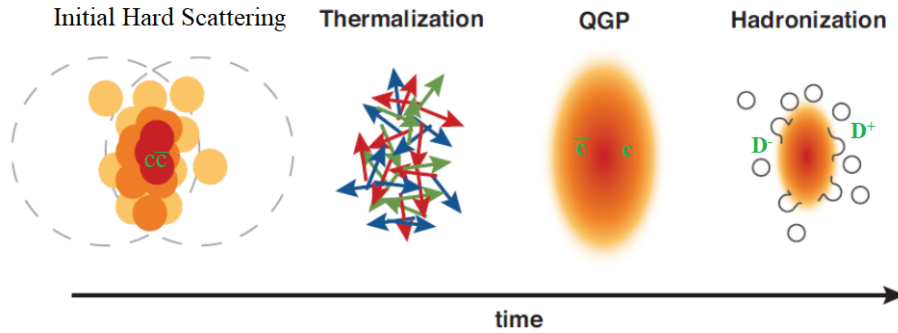 Initial Hard Scattering
Thermalization
QGP
Hadronization
cc̅
c̅
c
D⁻
D⁺
time